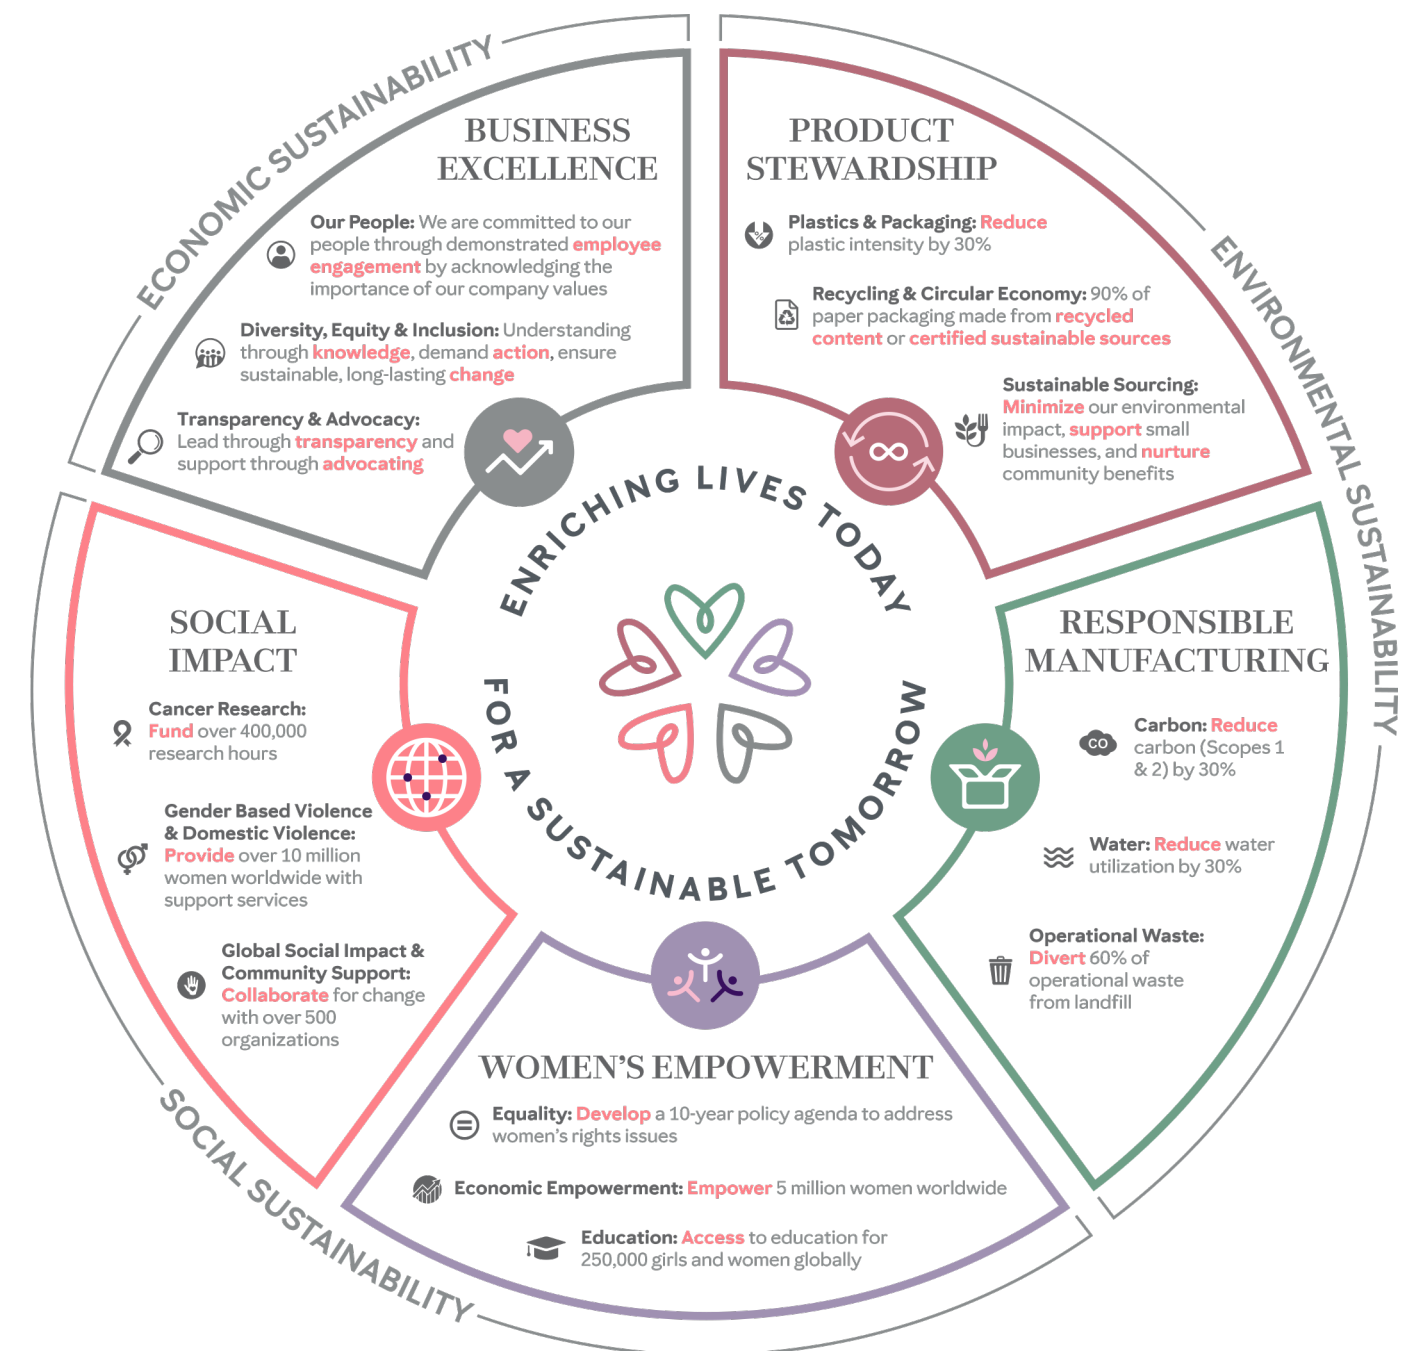 ECONOMIC SUSTAINABILITY
BUSINESS
EXCELLENCE
Our People: We are committed to our
people through demonstrated employee
engagement by acknowledging the
importance of our company values
Diversity, Equity & Inclusion: Understanding
through knowledge, demand action, ensure
sustainable, long-lasting change
Transparency & Advocacy:
Lead through transparency and
support through advocating
ENVIRONMENTAL SUSTAINABILITY
PRODUCT
STEWARDSHIP
%
Plastics & Packaging: Reduce
plastic intensity by 30%
Recycling & Circular Economy: 90% of
paper packaging made from recycled
content or certified sustainable sources
Sustainable Sourcing:
Minimize our environmental
impact, support small
businesses, and nurture
community benefits
RESPONSIBLE
MANUFACTURING
CO
Carbon: Reduce
carbon (Scopes 1
& 2) by 30%
Water: Reduce water
utilization by 30%
Operational Waste:
Divert 60% of
operational waste
from landfill
ENRICHING LIVES TODAY
FOR A SUSTAINABLE TOMORROW
SOCIAL SUSTAINABILITY
SOCIAL
IMPACT
Cancer Research:
Fund over 400,000
research hours
Gender Based Violence
& Domestic Violence:
Provide over 10 million
women worldwide with
support services
Global Social Impact &
Community Support:
Collaborate for change
with over 500
organizations
WOMEN'S EMPOWERMENT
Equality: Develop a 10-year policy agenda to address
women's rights issues
Economic Empowerment: Empower 5 million women worldwide
Education: Access to education for
250,000 girls and women globally